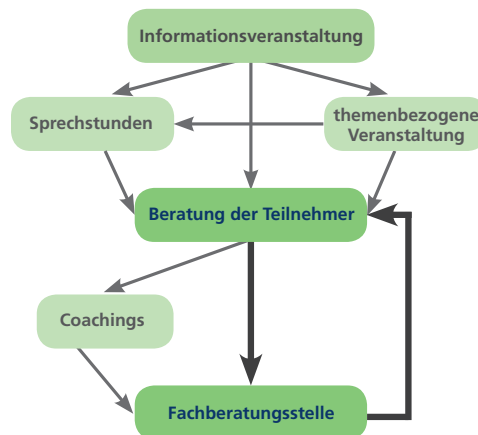 Informationsveranstaltung
Sprechstunden
themenbezogene
Veranstaltung
Beratung der Teilnehmer
Coachings
Fachberatungsstelle